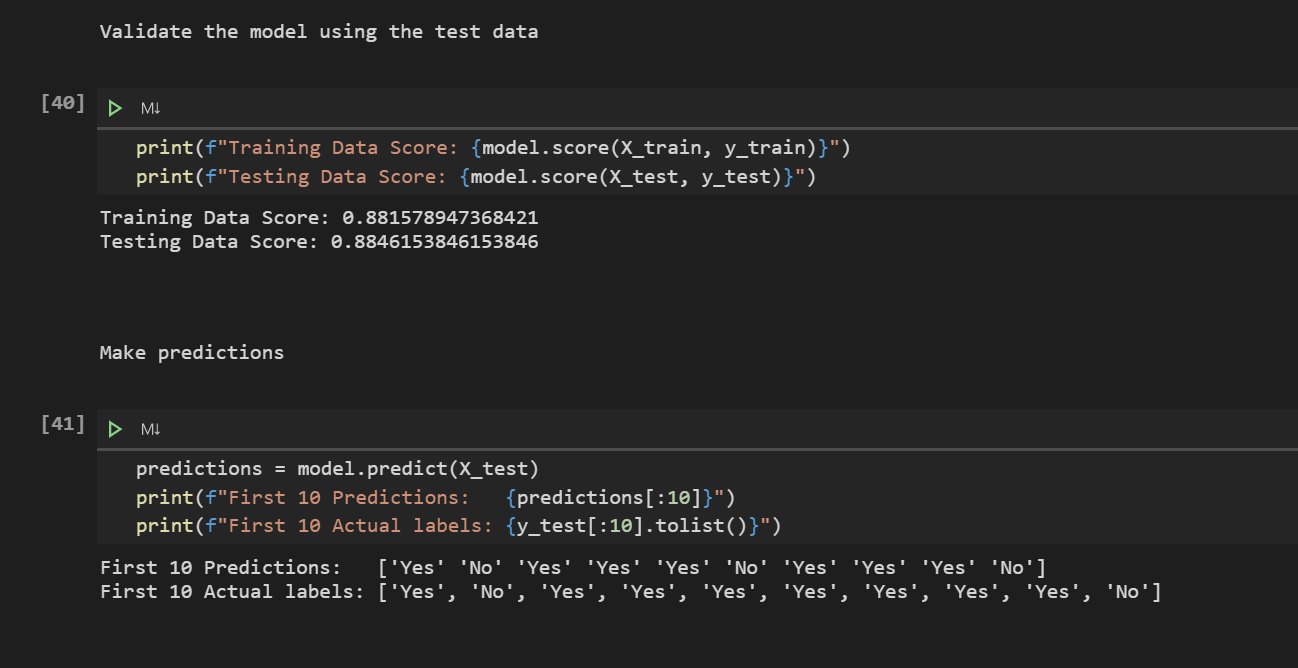 Validate the model using the test data
[40]
M↓
print(f"Training Data Score: {model.score(X_train, y_train)}")
print(f"Testing Data Score: {model.score(X_test, y_test)}")
Training Data Score: 0.881578947368421
Testing Data Score: 0.8846153846153846
Make predictions
[41]
M↓
predictions = model.predict(X_test)
print(f"First 10 Predictions:   {predictions[:10]}")
print(f"First 10 Actual labels: {y_test[:10].tolist()}")
First 10 Predictions:   ['Yes' 'No' 'Yes' 'Yes' 'Yes' 'No' 'Yes' 'Yes' 'Yes' 'No']
First 10 Actual labels: ['Yes', 'No', 'Yes', 'Yes', 'Yes', 'Yes', 'Yes', 'Yes', 'Yes', 'No']